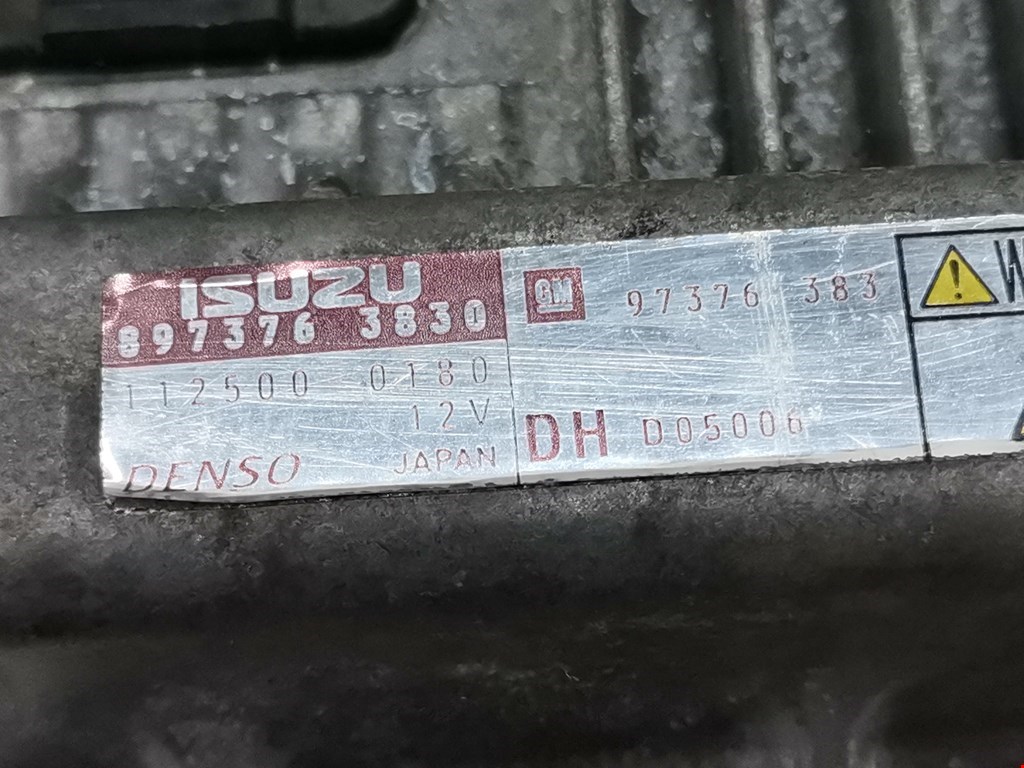 ISUZU
897376 3830
112500 0180
12V
DENSO JAPAN
GM 97376 383
DH D05006